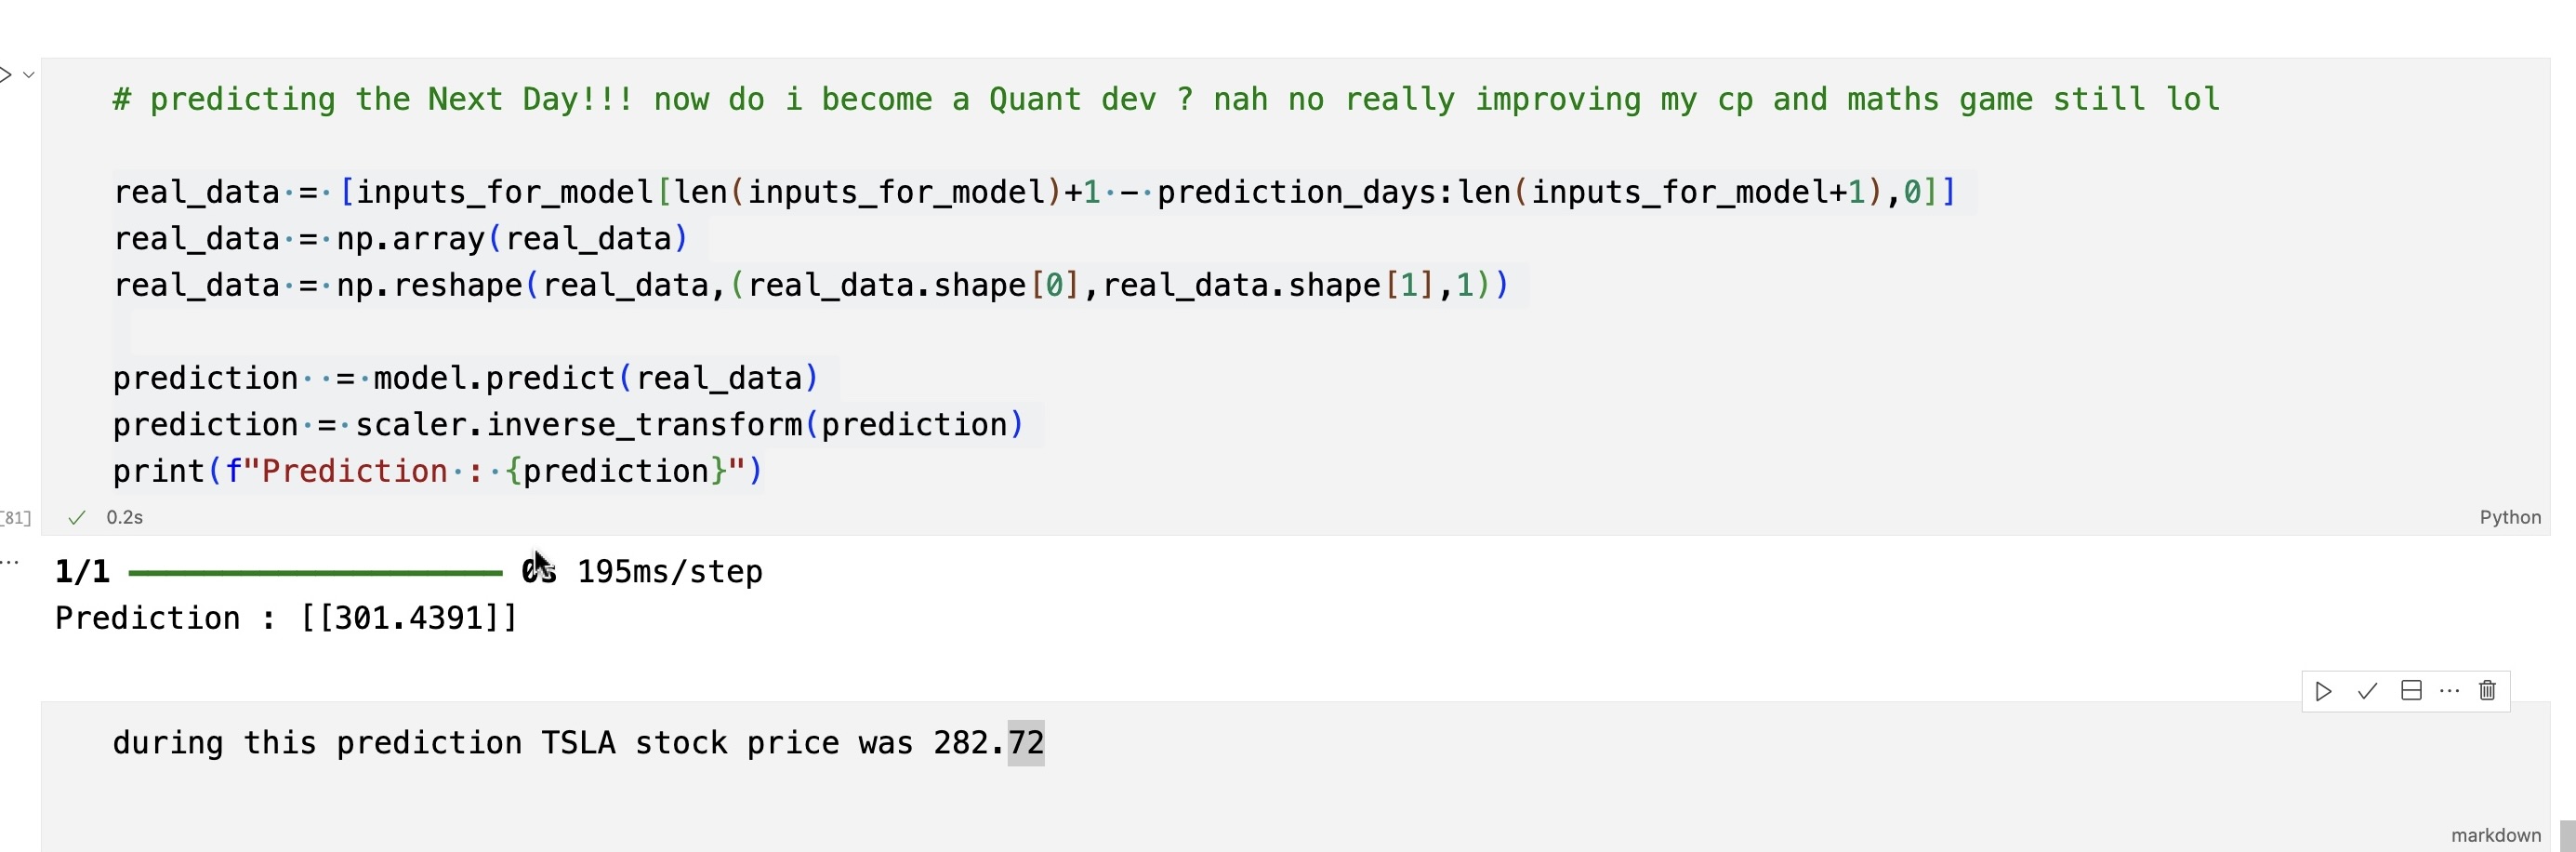 # predicting the Next Day!!! now do i become a Quant dev ? nah no really improving my cp and maths game still lol
real_data = [inputs_for_model[len(inputs_for_model)+1 - prediction_days:len(inputs_for_model+1),0]]
real_data = np.array(real_data)
real_data = np.reshape(real_data,(real_data.shape[0],real_data.shape[1],1))
prediction  = model.predict(real_data)
prediction = scaler.inverse_transform(prediction)
print(f"Prediction : {prediction}")
[81] 0.2s Python
1/1 0s 195ms/step
Prediction : [[301.4391]]
during this prediction TSLA stock price was 282.72
markdown